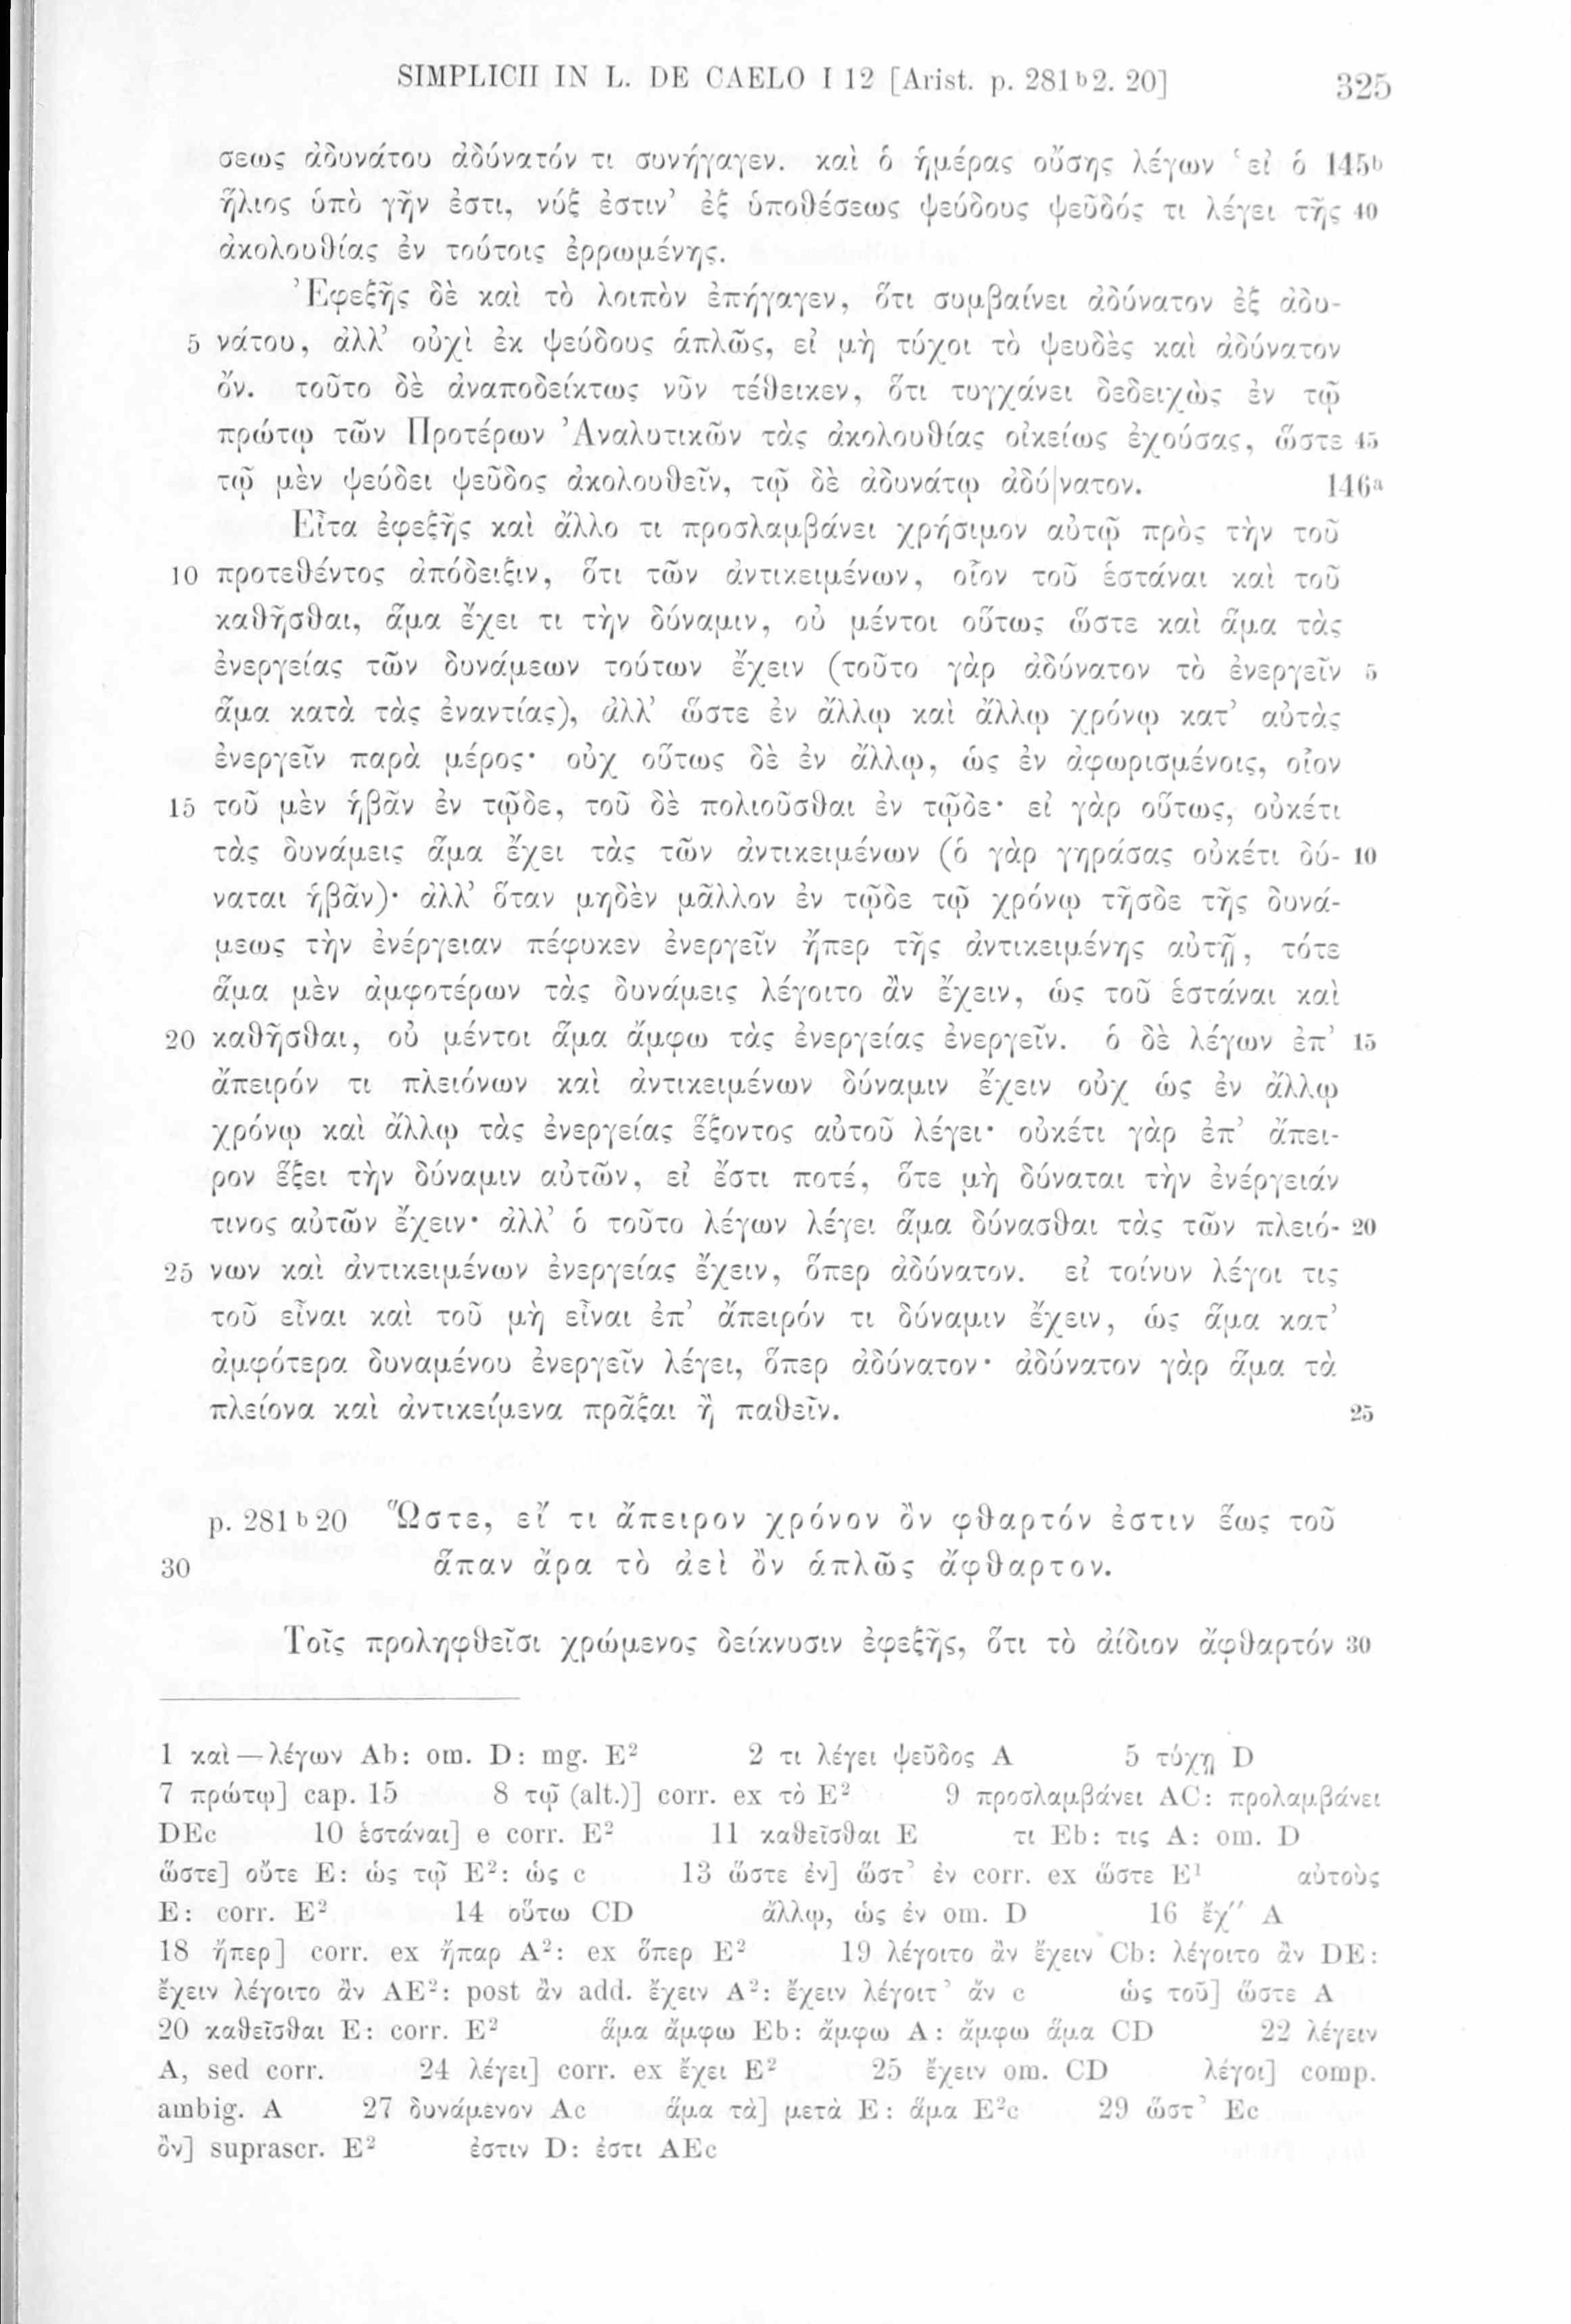 SIMPLICII IN L. DE CAELO I 12 [Arist. p. 281ᵇ2. 20] 325
σεως ἀδυνάτου ἀδύνατόν τι συνήγαγεν. καὶ ὁ ἡμέρας οὔσης λέγων ‘εἰ ὁ 145ᵇ
ἥλιος ὑπὸ γῆν ἐστι, νύξ ἐστιν’ ἐξ ὑποθέσεως ψεύδους ψεῦδός τι λέγει τῆς 40
ἀκολουθίας ἐν τούτοις ἐρρωμένης.
Ἐφεξῆς δὲ καὶ τὸ λοιπὸν ἐπήγαγεν, ὅτι συμβαίνει ἀδύνατον ἐξ ἀδυ-
5 νάτου, ἀλλ’ οὐχὶ ἐκ ψεύδους ἁπλῶς, εἰ μὴ τύχοι τὸ ψευδὲς καὶ ἀδύνατον
ὄν. τοῦτο δὲ ἀναποδείκτως νῦν τέθεικεν, ὅτι τυγχάνει δεδειχὼς ἐν τῷ
πρώτῳ τῶν Προτέρων Ἀναλυτικῶν τὰς ἀκολουθίας οἰκείως ἐχούσας, ὥστε 45
τῷ μὲν ψεύδει ψεῦδος ἀκολουθεῖν, τῷ δὲ ἀδυνάτῳ ἀδύ|νατον. 146ᵃ
Εἶτα ἐφεξῆς καὶ ἄλλο τι προσλαμβάνει χρήσιμον αὐτῷ πρὸς τὴν τοῦ
10 προτεθέντος ἀπόδειξιν, ὅτι τῶν ἀντικειμένων, οἷον τοῦ ἑστάναι καὶ τοῦ
καθῆσθαι, ἅμα ἔχει τι τὴν δύναμιν, οὐ μέντοι οὕτως ὥστε καὶ ἅμα τὰς
ἐνεργείας τῶν δυνάμεων τούτων ἔχειν (τοῦτο γὰρ ἀδύνατον τὸ ἐνεργεῖν 5
ἅμα κατὰ τὰς ἐναντίας), ἀλλ’ ὥστε ἐν ἄλλῳ καὶ ἄλλῳ χρόνῳ κατ’ αὐτὰς
ἐνεργεῖν παρὰ μέρος· οὐχ οὕτως δὲ ἐν ἄλλῳ, ὡς ἐν ἀφωρισμένοις, οἷον
15 τοῦ μὲν ἡβᾶν ἐν τῷδε, τοῦ δὲ πολιοῦσθαι ἐν τῷδε· εἰ γὰρ οὕτως, οὐκέτι
τὰς δυνάμεις ἅμα ἔχει τὰς τῶν ἀντικειμένων (ὁ γὰρ γηράσας οὐκέτι δύ- 10
ναται ἡβᾶν)· ἀλλ’ ὅταν μηδὲν μᾶλλον ἐν τῷδε τῷ χρόνῳ τῆσδε τῆς δυνά-
μεως τὴν ἐνέργειαν πέφυκεν ἐνεργεῖν ἤπερ τῆς ἀντικειμένης αὐτῇ, τότε
ἅμα μὲν ἀμφοτέρων τὰς δυνάμεις λέγοιτο ἂν ἔχειν, ὡς τοῦ ἑστάναι καὶ
20 καθῆσθαι, οὐ μέντοι ἅμα ἄμφω τὰς ἐνεργείας ἐνεργεῖν. ὁ δὲ λέγων ἐπ’ 15
ἄπειρόν τι πλειόνων καὶ ἀντικειμένων δύναμιν ἔχειν οὐχ ὡς ἐν ἄλλῳ
χρόνῳ καὶ ἄλλῳ τὰς ἐνεργείας ἕξοντος αὐτοῦ λέγει· οὐκέτι γὰρ ἐπ’ ἄπει-
ρον ἕξει τὴν δύναμιν αὐτῶν, εἰ ἔστι ποτέ, ὅτε μὴ δύναται τὴν ἐνέργειάν
τινος αὐτῶν ἔχειν· ἀλλ’ ὁ τοῦτο λέγων λέγει ἅμα δύνασθαι τὰς τῶν πλειό- 20
25 νων καὶ ἀντικειμένων ἐνεργείας ἔχειν, ὅπερ ἀδύνατον. εἰ τοίνυν λέγοι τις
τοῦ εἶναι καὶ τοῦ μὴ εἶναι ἐπ’ ἄπειρόν τι δύναμιν ἔχειν, ὡς ἅμα κατ’
ἀμφότερα δυναμένου ἐνεργεῖν λέγει, ὅπερ ἀδύνατον· ἀδύνατον γὰρ ἅμα τὰ
πλείονα καὶ ἀντικείμενα πρᾶξαι ἢ παθεῖν. 25
p. 281ᵇ20 Ὥστε, εἴ τι ἄπειρον χρόνον ὂν φθαρτόν ἐστιν ἕως τοῦ
30 ἅπαν ἄρα τὸ ἀεὶ ὂν ἁπλῶς ἄφθαρτον.
Τοῖς προληφθεῖσι χρώμενος δείκνυσιν ἐφεξῆς, ὅτι τὸ ἀίδιον ἄφθαρτόν 30
1 καὶ — λέγων Ab: om. D: mg. E² 2 τι λέγει ψεῦδος A 5 τύχῃ D
7 πρώτῳ] cap. 15 8 τῷ (alt.)] corr. ex τὸ E² 9 προσλαμβάνει AC: προλαμβάνει
DEc 10 ἑστάναι] e corr. E² 11 καθεῖσθαι E τι Eb: τις A: om. D
ὥστε] οὔτε E: ὡς τῷ E²: ὡς c 13 ὥστε ἐν] ὥστ’ ἐν corr. ex ὥστε E¹ αὐτοὺς
E: corr. E² 14 οὕτω CD ἄλλῳ, ὡς ἐν om. D 16 ἔχ″ A
18 ἤπερ] corr. ex ἤπαρ A²: ex ὅπερ E² 19 λέγοιτο ἂν ἔχειν Cb: λέγοιτο ἂν DE:
ἔχειν λέγοιτο ἂν AE²: post ἂν add. ἔχειν A²: ἔχειν λέγοιτ’ ἄν c ὡς τοῦ] ὥστε A
20 καθεῖσθαι E: corr. E² ἅμα ἄμφω Eb: ἄμφω A: ἄμφω ἅμα CD 22 λέγειν
A, sed corr. 24 λέγει] corr. ex ἔχει E² 25 ἔχειν om. CD λέγοι] comp.
ambig. A 27 δυνάμενον Ac ἅμα τὰ] μετὰ E: ἅμα E²c 29 ὥστ’ Ec
ὂν] suprascr. E² ἐστιν D: ἐστι AEc